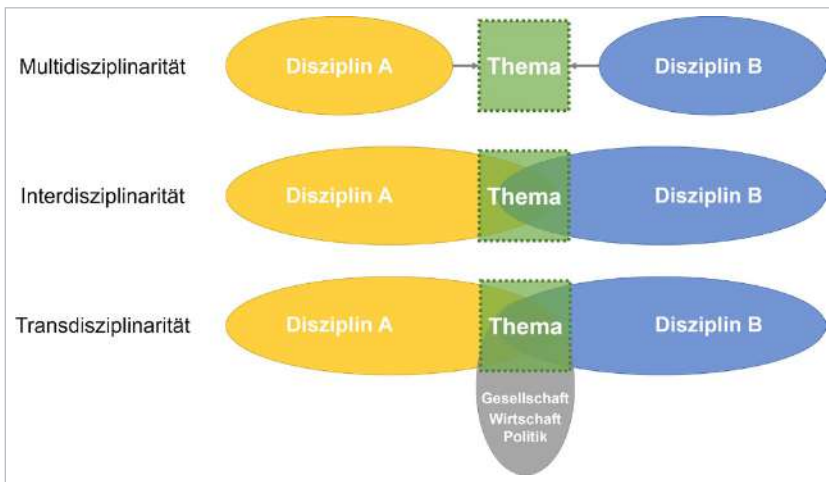 Multidisziplinarität
Disziplin A
Thema
Disziplin B
Interdisziplinarität
Disziplin A
Thema
Disziplin B
Transdisziplinarität
Disziplin A
Thema
Disziplin B
Gesellschaft
Wirtschaft
Politik